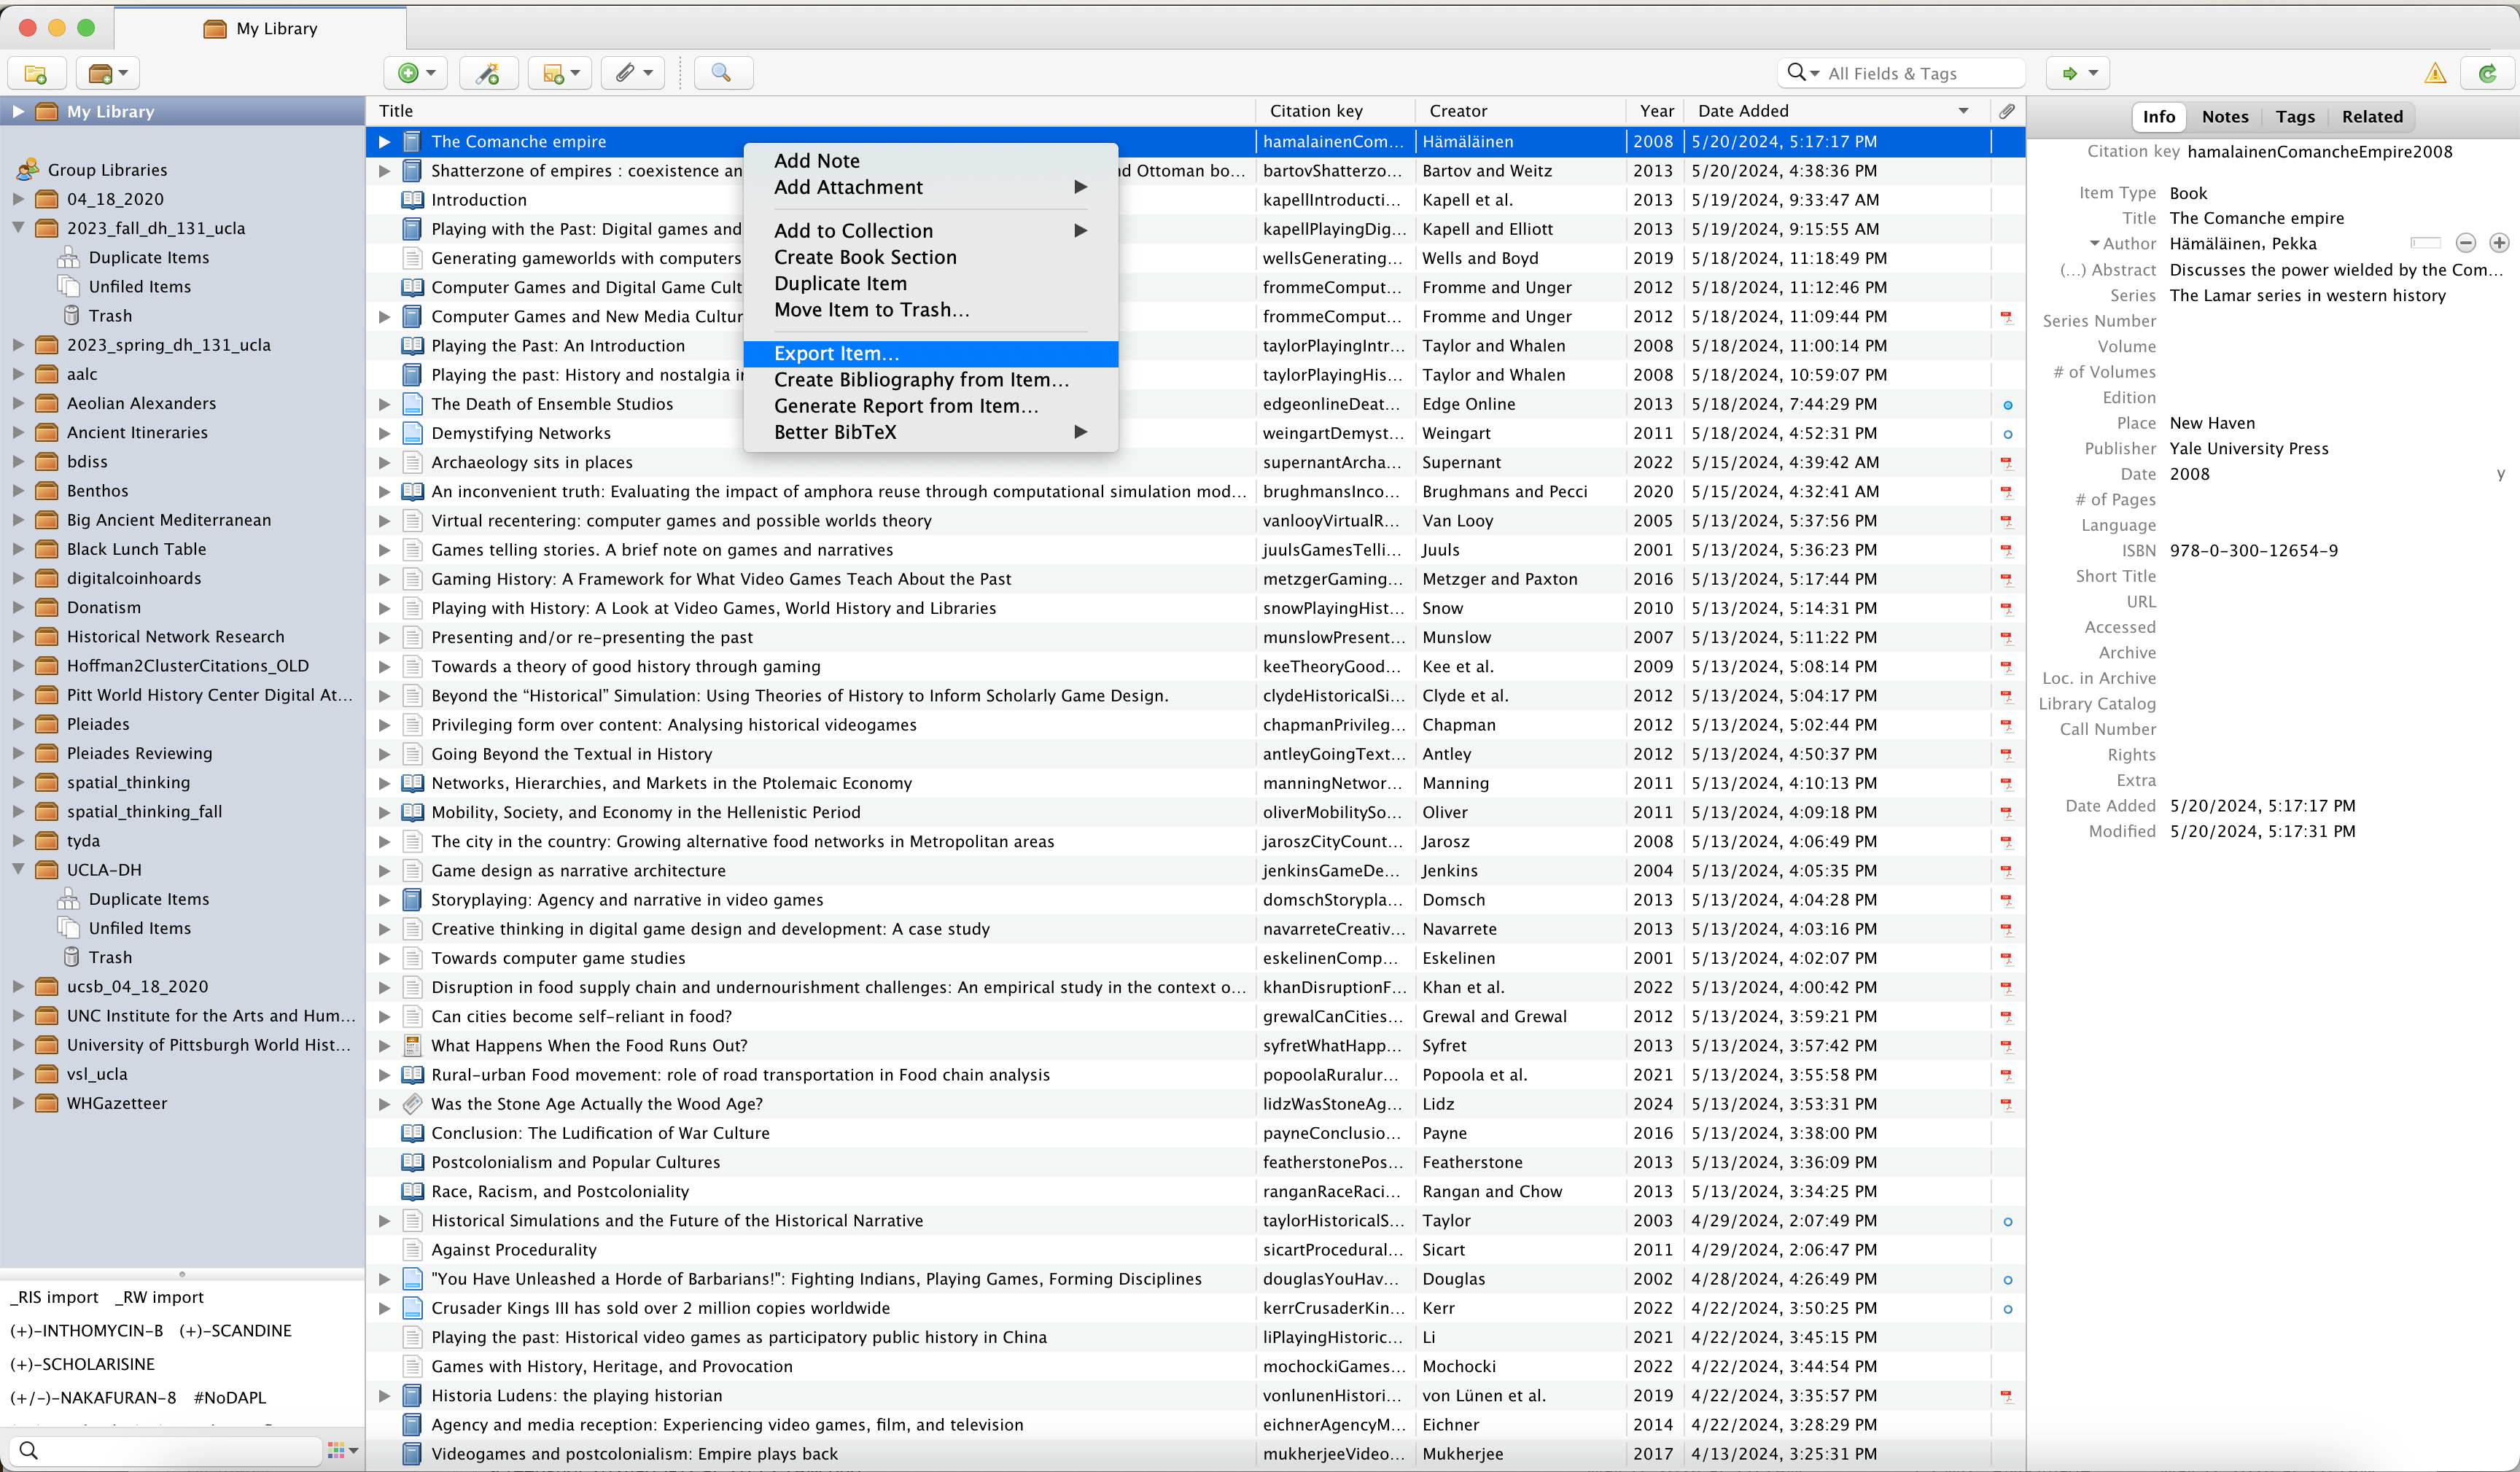 My Library
All Fields & Tags
My Library
Group Libraries
04_18_2020
2023_fall_dh_131_ucla
Duplicate Items
Unfiled Items
Trash
2023_spring_dh_131_ucla
aalc
Aeolian Alexanders
Ancient Itineraries
bdiss
Benthos
Big Ancient Mediterranean
Black Lunch Table
digitalcoinhoards
Donatism
Historical Network Research
Hoffman2ClusterCitations_OLD
Pitt World History Center Digital At…
Pleiades
Pleiades Reviewing
spatial_thinking
spatial_thinking_fall
tyda
UCLA-DH
Duplicate Items
Unfiled Items
Trash
ucsb_04_18_2020
UNC Institute for the Arts and Hum…
University of Pittsburgh World Hist…
vsl_ucla
WHGazetteer
_RIS import _RW import
(+)-INTHOMYCIN-B (+)-SCANDINE
(+)-SCHOLARISINE
(+/-)-NAKAFURAN-8 #NoDAPL
Title Citation key Creator Year Date Added
The Comanche empire hamalainenCom… Hämäläinen 2008 5/20/2024, 5:17:17 PM
Shatterzone of empires : coexistence an d Ottoman bo… bartovShatterzo… Bartov and Weitz 2013 5/20/2024, 4:38:36 PM
Introduction kapellIntroducti… Kapell et al. 2013 5/19/2024, 9:33:47 AM
Playing with the Past: Digital games and kapellPlayingDig… Kapell and Elliott 2013 5/19/2024, 9:15:55 AM
Generating gameworlds with computers wellsGenerating… Wells and Boyd 2019 5/18/2024, 11:18:49 PM
Computer Games and Digital Game Cult frommeComput… Fromme and Unger 2012 5/18/2024, 11:12:46 PM
Computer Games and New Media Cultur frommeComput… Fromme and Unger 2012 5/18/2024, 11:09:44 PM
Playing the Past: An Introduction taylorPlayingIntr… Taylor and Whalen 2008 5/18/2024, 11:00:14 PM
Playing the past: History and nostalgia i taylorPlayingHis… Taylor and Whalen 2008 5/18/2024, 10:59:07 PM
The Death of Ensemble Studios edgeonlineDeat… Edge Online 2013 5/18/2024, 7:44:29 PM
Demystifying Networks weingartDemyst… Weingart 2011 5/18/2024, 4:52:31 PM
Archaeology sits in places supernantArcha… Supernant 2022 5/15/2024, 4:39:42 AM
An inconvenient truth: Evaluating the impact of amphora reuse through computational simulation mod… brughmansInco… Brughmans and Pecci 2020 5/15/2024, 4:32:41 AM
Virtual recentering: computer games and possible worlds theory vanlooyVirtualR… Van Looy 2005 5/13/2024, 5:37:56 PM
Games telling stories. A brief note on games and narratives juulsGamesTelli… Juuls 2001 5/13/2024, 5:36:23 PM
Gaming History: A Framework for What Video Games Teach About the Past metzgerGaming… Metzger and Paxton 2016 5/13/2024, 5:17:44 PM
Playing with History: A Look at Video Games, World History and Libraries snowPlayingHist… Snow 2010 5/13/2024, 5:14:31 PM
Presenting and/or re-presenting the past munslowPresent… Munslow 2007 5/13/2024, 5:11:22 PM
Towards a theory of good history through gaming keeTheoryGood… Kee et al. 2009 5/13/2024, 5:08:14 PM
Beyond the “Historical” Simulation: Using Theories of History to Inform Scholarly Game Design. clydeHistoricalSi… Clyde et al. 2012 5/13/2024, 5:04:17 PM
Privileging form over content: Analysing historical videogames chapmanPrivileg… Chapman 2012 5/13/2024, 5:02:44 PM
Going Beyond the Textual in History antleyGoingText… Antley 2012 5/13/2024, 4:50:37 PM
Networks, Hierarchies, and Markets in the Ptolemaic Economy manningNetwor… Manning 2011 5/13/2024, 4:10:13 PM
Mobility, Society, and Economy in the Hellenistic Period oliverMobilitySo… Oliver 2011 5/13/2024, 4:09:18 PM
The city in the country: Growing alternative food networks in Metropolitan areas jaroszCityCount… Jarosz 2008 5/13/2024, 4:06:49 PM
Game design as narrative architecture jenkinsGameDe… Jenkins 2004 5/13/2024, 4:05:35 PM
Storyplaying: Agency and narrative in video games domschStorypla… Domsch 2013 5/13/2024, 4:04:28 PM
Creative thinking in digital game design and development: A case study navarreteCreativ… Navarrete 2013 5/13/2024, 4:03:16 PM
Towards computer game studies eskelinenComp… Eskelinen 2001 5/13/2024, 4:02:07 PM
Disruption in food supply chain and undernourishment challenges: An empirical study in the context o… khanDisruptionF… Khan et al. 2022 5/13/2024, 4:00:42 PM
Can cities become self-reliant in food? grewalCanCities… Grewal and Grewal 2012 5/13/2024, 3:59:21 PM
What Happens When the Food Runs Out? syfretWhatHapp… Syfret 2013 5/13/2024, 3:57:42 PM
Rural-urban Food movement: role of road transportation in Food chain analysis popoolaRuralur… Popoola et al. 2021 5/13/2024, 3:55:58 PM
Was the Stone Age Actually the Wood Age? lidzWasStoneAg… Lidz 2024 5/13/2024, 3:53:31 PM
Conclusion: The Ludification of War Culture payneConclusio… Payne 2016 5/13/2024, 3:38:00 PM
Postcolonialism and Popular Cultures featherstonePos… Featherstone 2013 5/13/2024, 3:36:09 PM
Race, Racism, and Postcoloniality ranganRaceRaci… Rangan and Chow 2013 5/13/2024, 3:34:25 PM
Historical Simulations and the Future of the Historical Narrative taylorHistoricalS… Taylor 2003 4/29/2024, 2:07:49 PM
Against Procedurality sicartProcedural… Sicart 2011 4/29/2024, 2:06:47 PM
"You Have Unleashed a Horde of Barbarians!": Fighting Indians, Playing Games, Forming Disciplines douglasYouHav… Douglas 2002 4/28/2024, 4:26:49 PM
Crusader Kings III has sold over 2 million copies worldwide kerrCrusaderKin… Kerr 2022 4/22/2024, 3:50:25 PM
Playing the past: Historical video games as participatory public history in China liPlayingHistoric… Li 2021 4/22/2024, 3:45:15 PM
Games with History, Heritage, and Provocation mochockiGames… Mochocki 2022 4/22/2024, 3:44:54 PM
Historia Ludens: the playing historian vonlunenHistori… von Lünen et al. 2019 4/22/2024, 3:35:57 PM
Agency and media reception: Experiencing video games, film, and television eichnerAgencyM… Eichner 2014 4/22/2024, 3:28:29 PM
Videogames and postcolonialism: Empire plays back mukherjeeVideo… Mukherjee 2017 4/13/2024, 3:25:31 PM
Add Note
Add Attachment
Add to Collection
Create Book Section
Duplicate Item
Move Item to Trash…
Export Item…
Create Bibliography from Item…
Generate Report from Item…
Better BibTeX
Info Notes Tags Related
Citation key hamalainenComancheEmpire2008
Item Type Book
Title The Comanche empire
Author Hämäläinen, Pekka
(...) Abstract Discusses the power wielded by the Com…
Series The Lamar series in western history
Series Number
Volume
# of Volumes
Edition
Place New Haven
Publisher Yale University Press
Date 2008 y
# of Pages
Language
ISBN 978-0-300-12654-9
Short Title
URL
Accessed
Archive
Loc. in Archive
Library Catalog
Call Number
Rights
Extra
Date Added 5/20/2024, 5:17:17 PM
Modified 5/20/2024, 5:17:31 PM